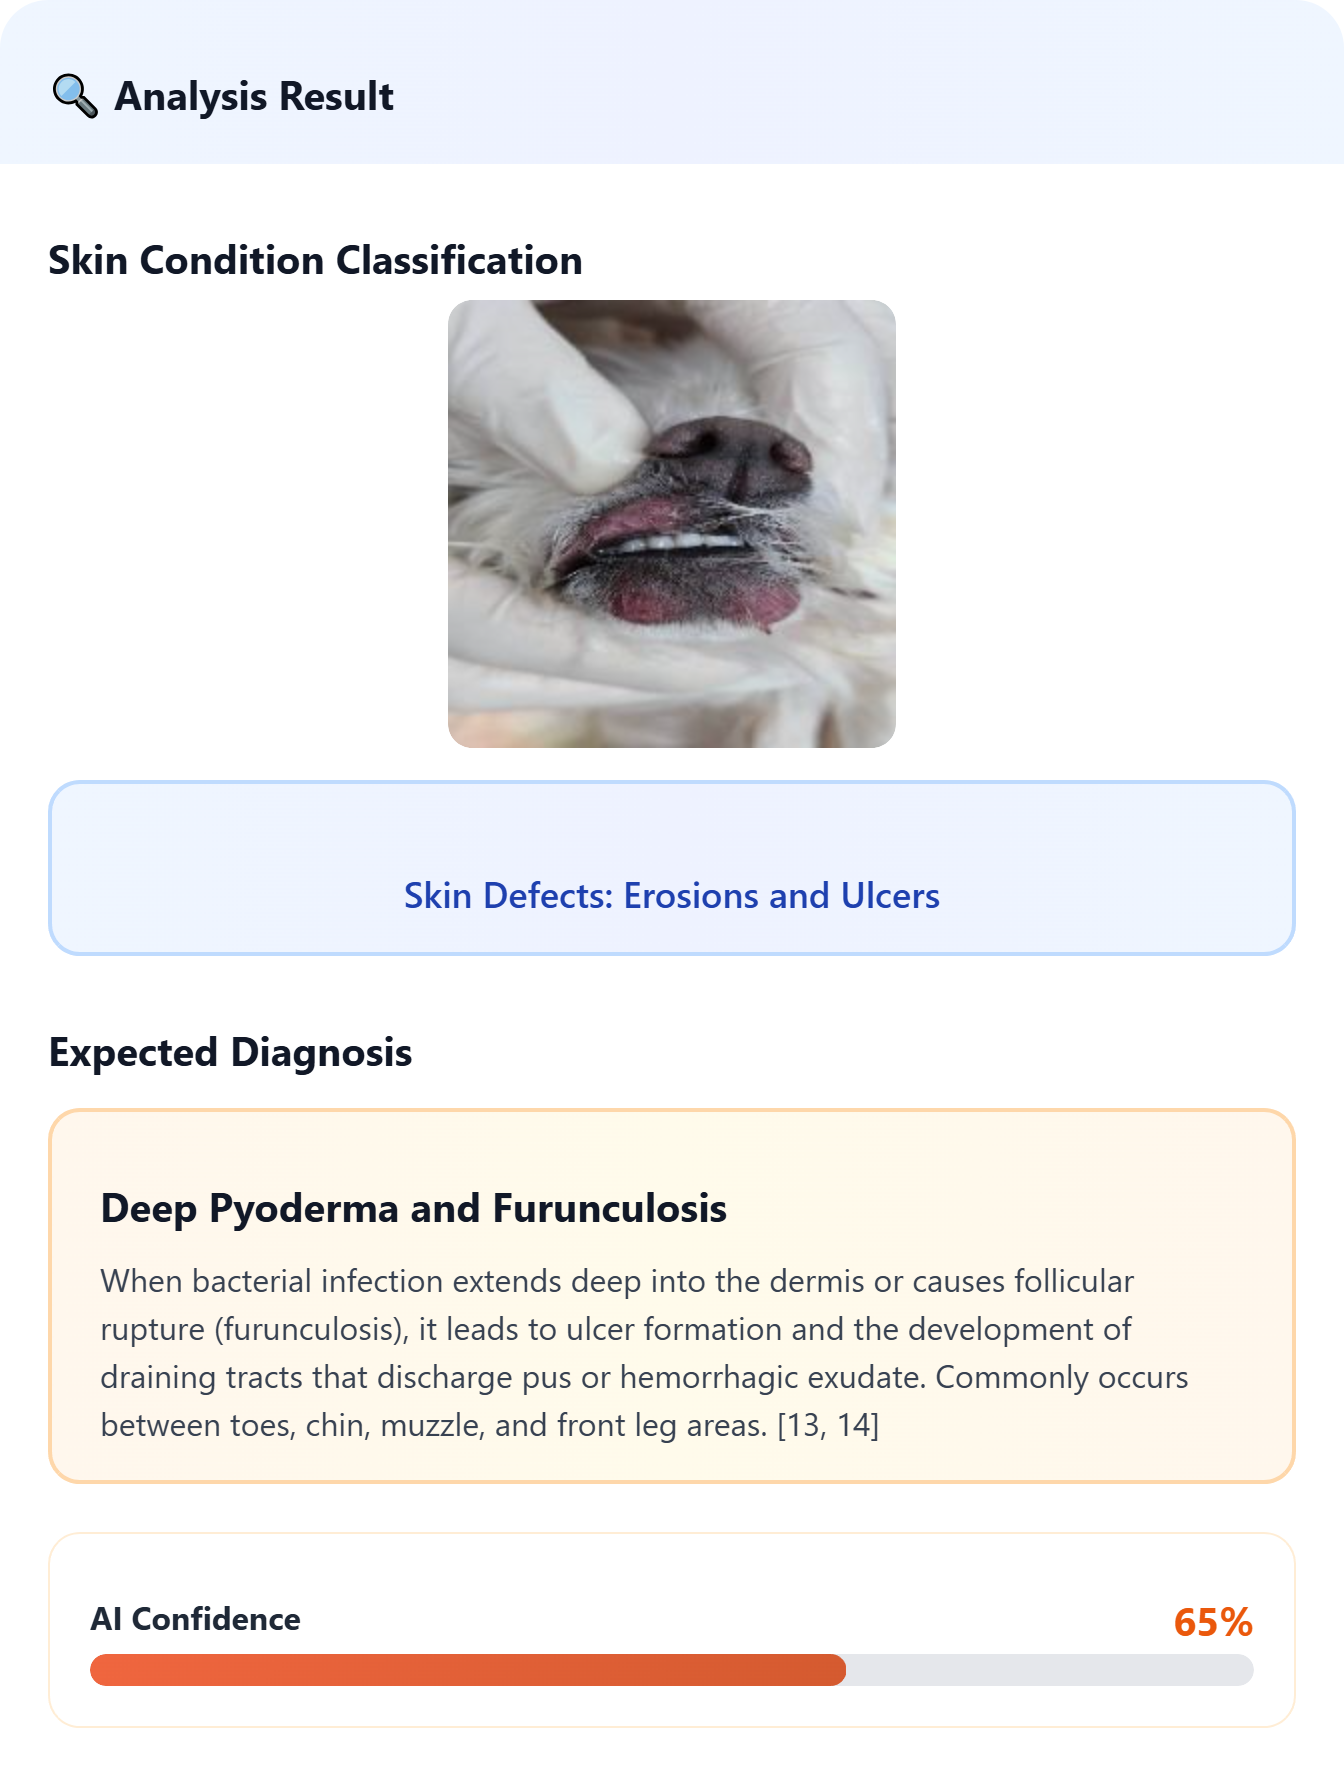 Analysis Result
Skin Condition Classification
Skin Defects: Erosions and Ulcers
Expected Diagnosis
Deep Pyoderma and Furunculosis
When bacterial infection extends deep into the dermis or causes follicular
rupture (furunculosis), it leads to ulcer formation and the development of
draining tracts that discharge pus or hemorrhagic exudate. Commonly occurs
between toes, chin, muzzle, and front leg areas. [13, 14]
AI Confidence
65%